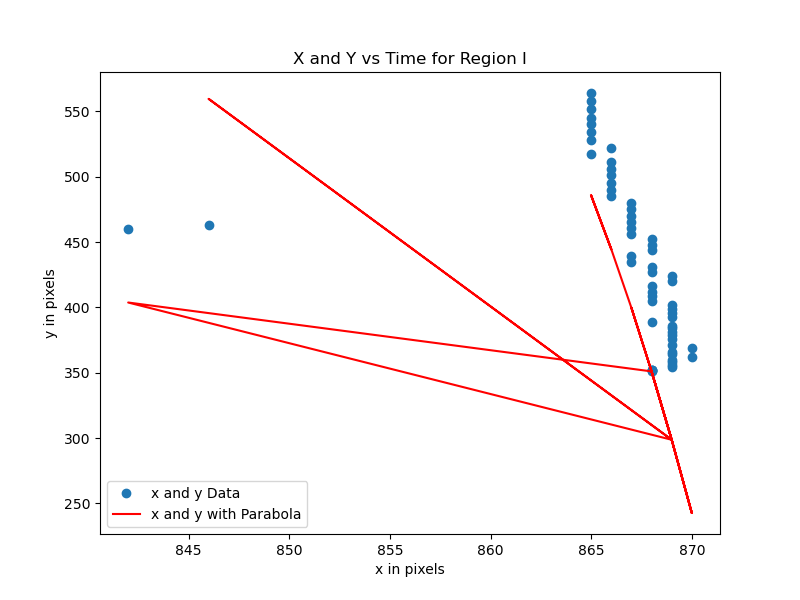 X and Y vs Time for Region I
550
500
450
400
350
300
250
y in pixels
x and y Data
x and y with Parabola
845 850 855 860 865 870
x in pixels